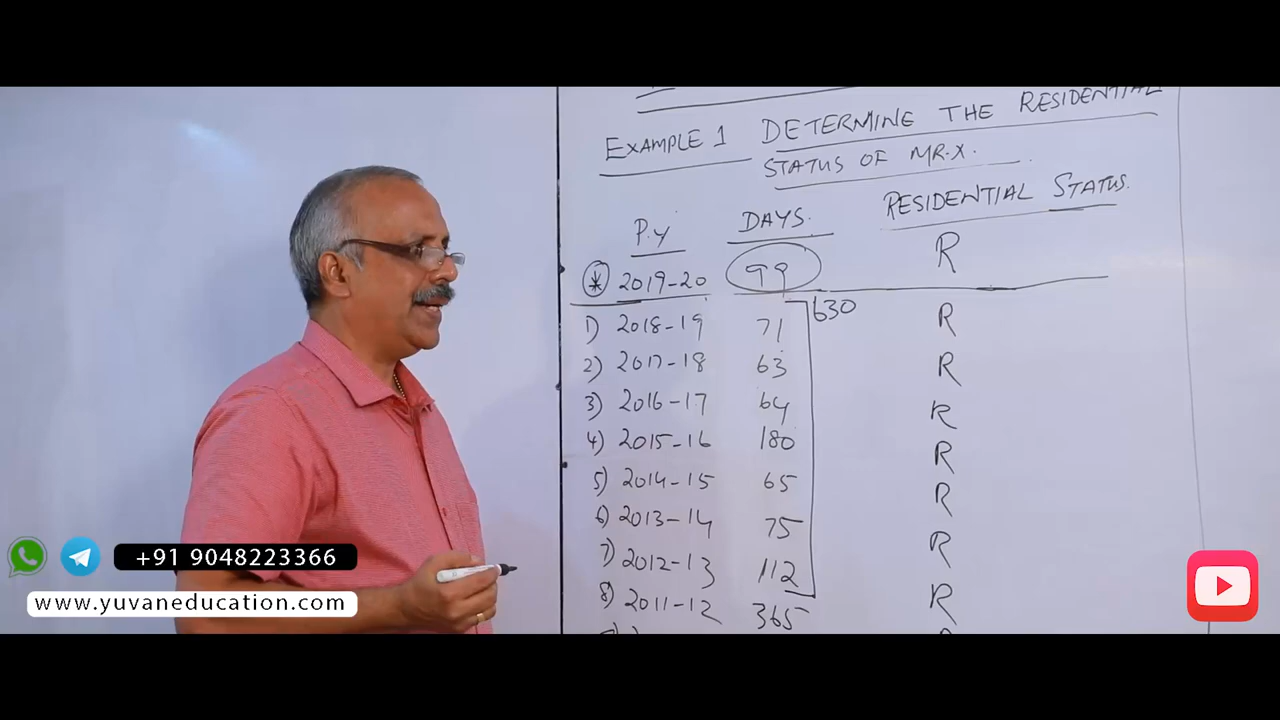 EXAMPLE 1 DETERMINE THE RESIDENTIAL
STATUS OF MR.X.
P.Y DAYS. RESIDENTIAL STATUS.
* 2019-20 99 R
630
1) 2018-19 71 R
2) 2017-18 63 R
3) 2016-17 64 R
4) 2015-16 180 R
5) 2014-15 65 R
6) 2013-14 75 R
7) 2012-13 112 R
8) 2011-12 365 R
+91 9048223366
www.yuvaneducation.com